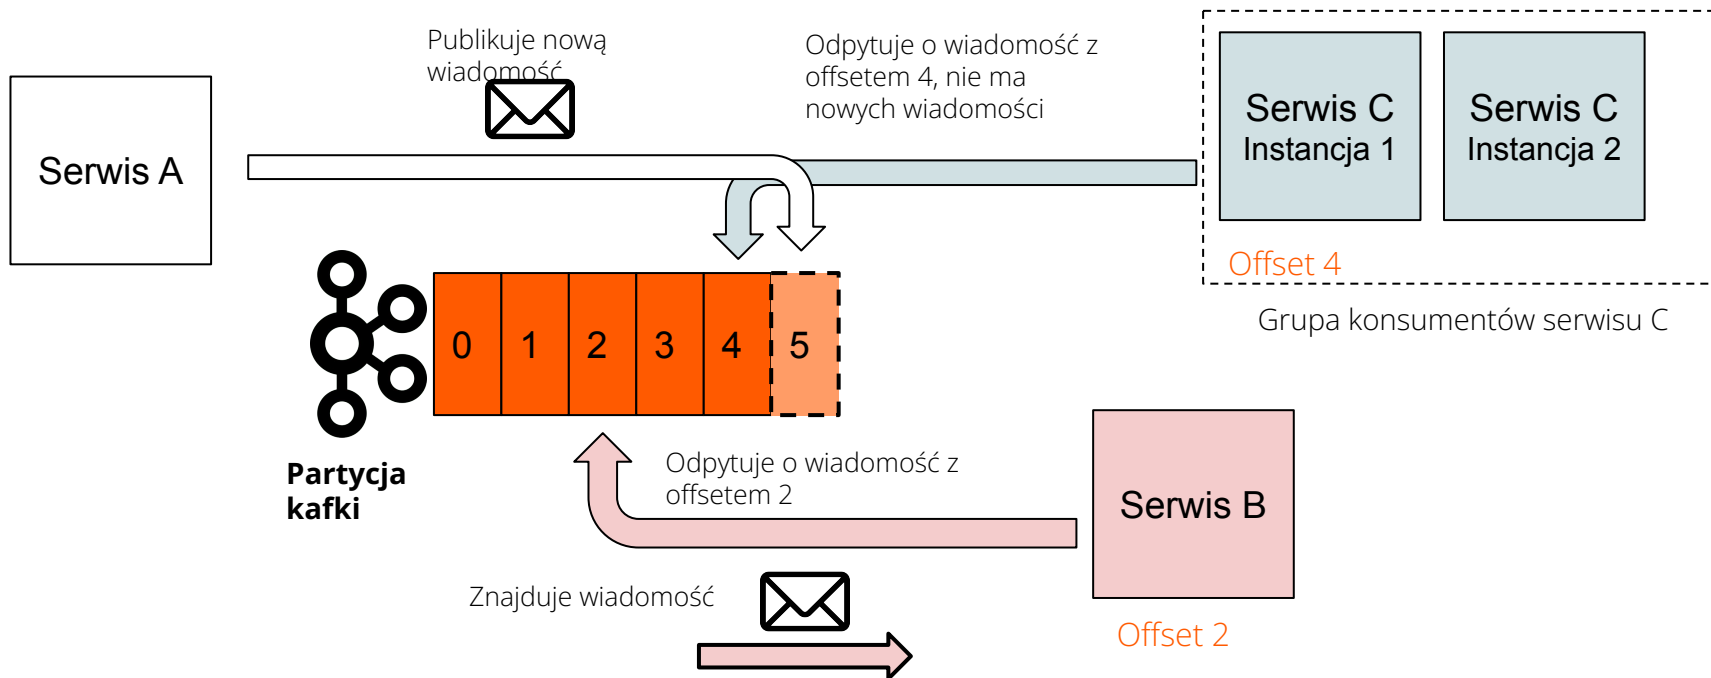 Publikuje nową
wiadomość
Odpytuje o wiadomość z
offsetem 4, nie ma
nowych wiadomości
Serwis C
Instancja 1
Serwis C
Instancja 2
Serwis A
Offset 4
Grupa konsumentów serwisu C
0 1 2 3 4 5
Partycja
kafki
Odpytuje o wiadomość z
offsetem 2
Serwis B
Znajduje wiadomość
Offset 2